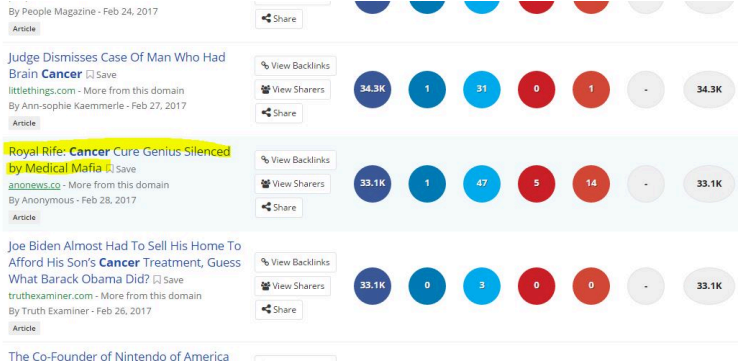 By People Magazine - Feb 24, 2017
Share
Article
Judge Dismisses Case Of Man Who Had
Brain Cancer Save
littlethings.com - More from this domain
By Ann-sophie Kaemmerle - Feb 27, 2017
Article
View Backlinks
View Sharers
Share
34.3K 1 31 0 1 - 34.3K
Royal Rife: Cancer Cure Genius Silenced
by Medical Mafia Save
anonews.co - More from this domain
By Anonymous - Feb 28, 2017
Article
View Backlinks
View Sharers
Share
33.1K 1 47 5 14 - 33.1K
Joe Biden Almost Had To Sell His Home To
Afford His Son's Cancer Treatment, Guess
What Barack Obama Did? Save
truthexaminer.com - More from this domain
By Truth Examiner - Feb 26, 2017
Article
View Backlinks
View Sharers
Share
33.1K 0 3 0 0 - 33.1K
The Co-Founder of Nintendo of America